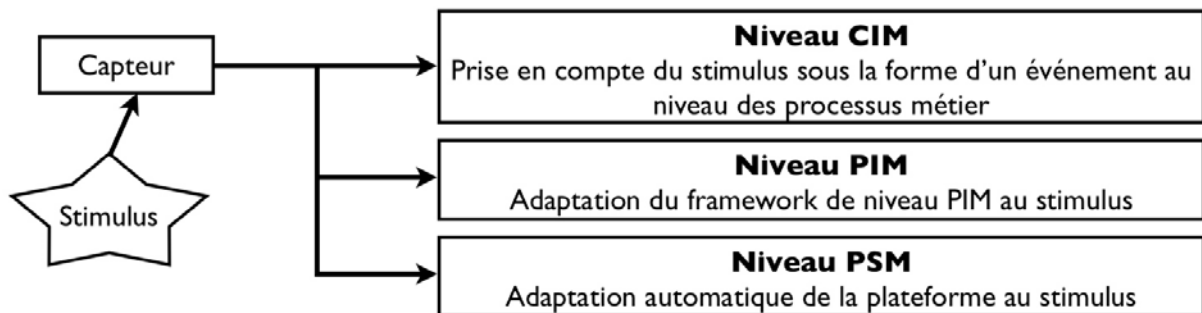 Capteur
Stimulus
Niveau CIM
Prise en compte du stimulus sous la forme d'un événement au
niveau des processus métier
Niveau PIM
Adaptation du framework de niveau PIM au stimulus
Niveau PSM
Adaptation automatique de la plateforme au stimulus